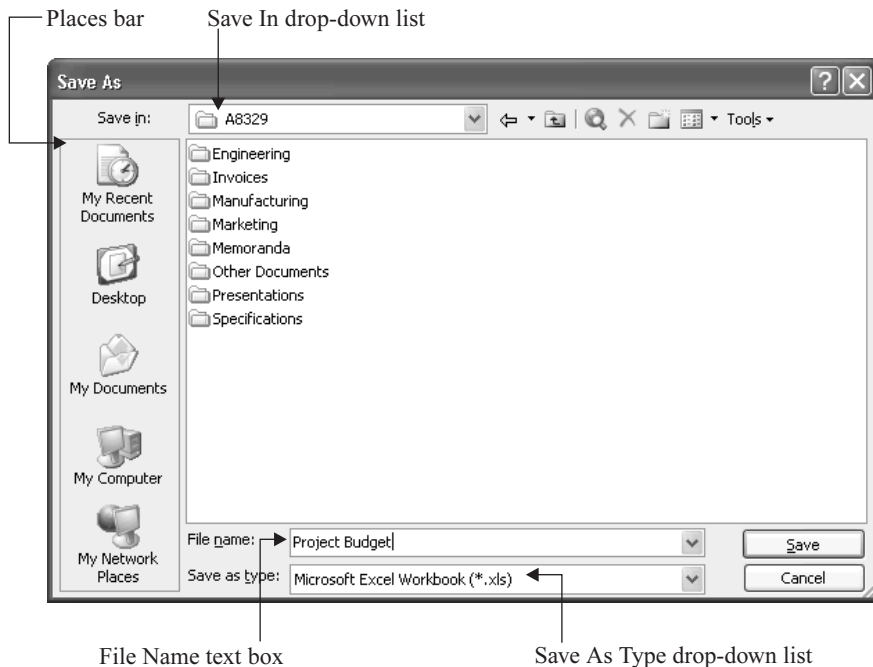 Places bar
Save In drop-down list
Save As
Save in:
A8329
Tools
Engineering
Invoices
Manufacturing
Marketing
Memoranda
Other Documents
Presentations
Specifications
My Recent
Documents
Desktop
My Documents
My Computer
My Network
Places
File name:
Project Budget
Save
Save as type:
Microsoft Excel Workbook (*.xls)
Cancel
File Name text box
Save As Type drop-down list